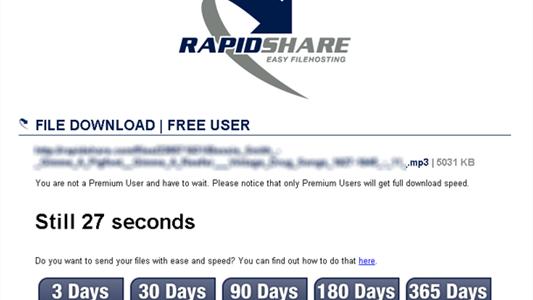 RAPIDSHARE
EASY FILEHOSTING
FILE DOWNLOAD | FREE USER
.mp3 | 5031 KB
You are not a Premium User and have to wait. Please notice that only Premium Users will get full download speed.
Still 27 seconds
Do you want to send your files with ease and speed? You can find out how to do that here.
3 Days 30 Days 90 Days 180 Days 365 Days